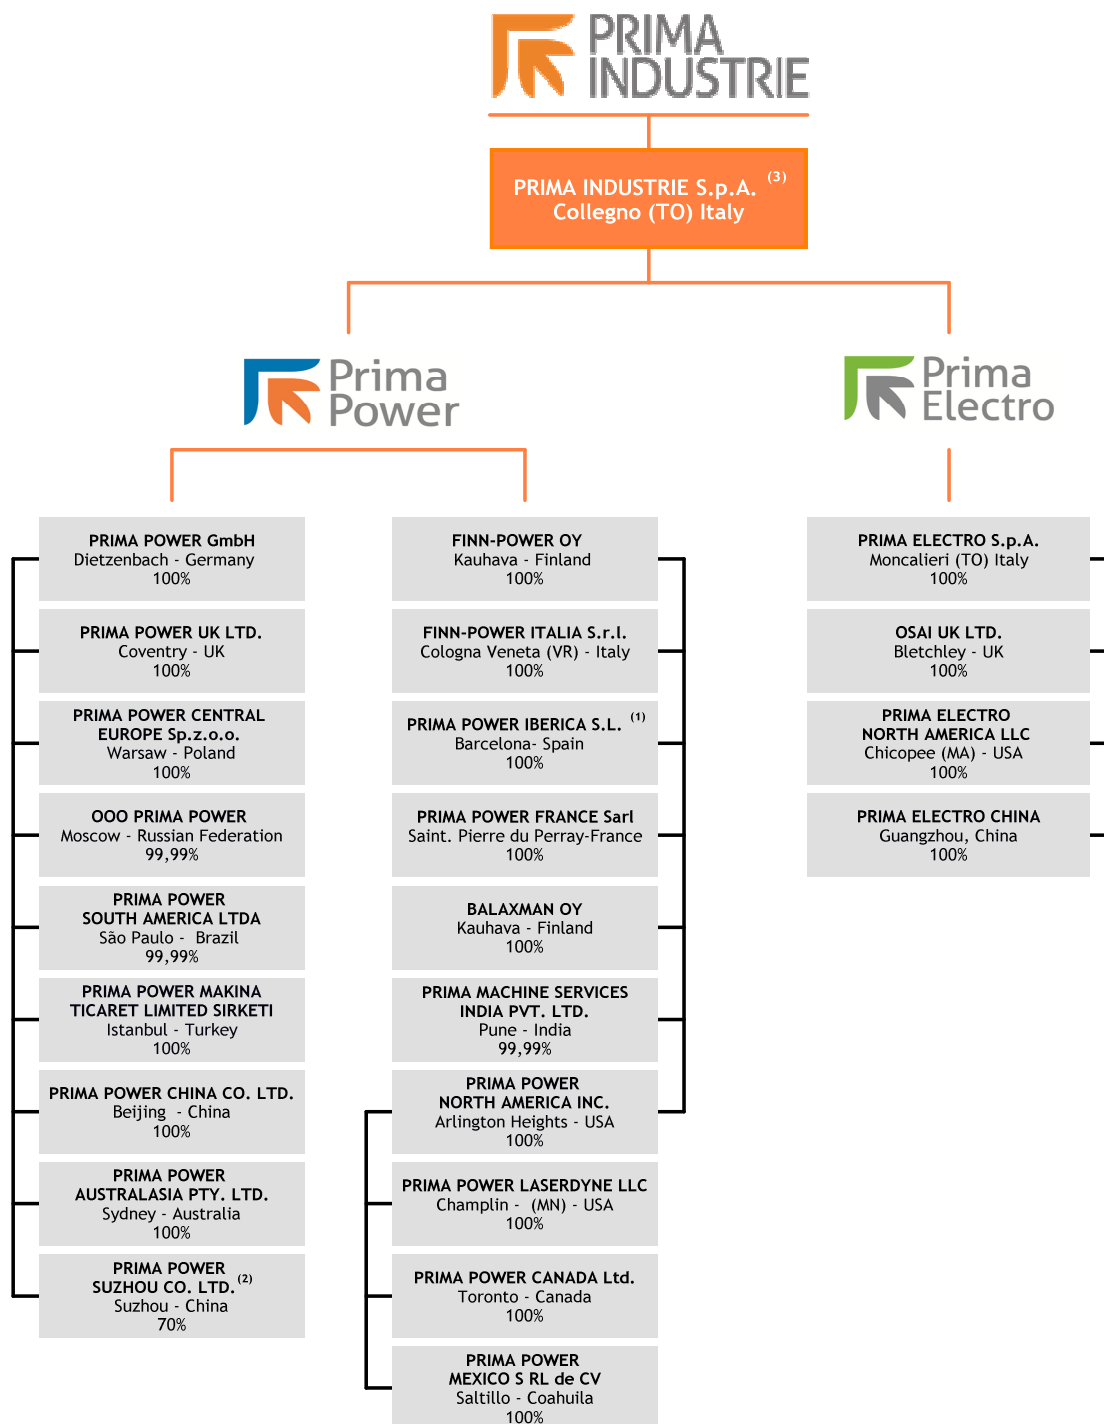 PRIMA
INDUSTRIE
PRIMA INDUSTRIE S.p.A. (3)
Collegno (TO) Italy
Prima
Power
Prima
Electro
PRIMA POWER GmbH
Dietzenbach - Germany
100%
PRIMA POWER UK LTD.
Coventry - UK
100%
PRIMA POWER CENTRAL
EUROPE Sp.z.o.o.
Warsaw - Poland
100%
OOO PRIMA POWER
Moscow - Russian Federation
99,99%
PRIMA POWER
SOUTH AMERICA LTDA
São Paulo -  Brazil
99,99%
PRIMA POWER MAKINA
TICARET LIMITED SIRKETI
Istanbul - Turkey
100%
PRIMA POWER CHINA CO. LTD.
Beijing  - China
100%
PRIMA POWER
AUSTRALASIA PTY. LTD.
Sydney - Australia
100%
PRIMA POWER
SUZHOU CO. LTD. (2)
Suzhou - China
70%
FINN-POWER OY
Kauhava - Finland
100%
FINN-POWER ITALIA S.r.l.
Cologna Veneta (VR) - Italy
100%
PRIMA POWER IBERICA S.L. (1)
Barcelona- Spain
100%
PRIMA POWER FRANCE Sarl
Saint. Pierre du Perray-France
100%
BALAXMAN OY
Kauhava - Finland
100%
PRIMA MACHINE SERVICES
INDIA PVT. LTD.
Pune - India
99,99%
PRIMA POWER
NORTH AMERICA INC.
Arlington Heights - USA
100%
PRIMA POWER LASERDYNE LLC
Champlin -  (MN) - USA
100%
PRIMA POWER CANADA Ltd.
Toronto - Canada
100%
PRIMA POWER
MEXICO S RL de CV
Saltillo - Coahuila
100%
PRIMA ELECTRO S.p.A.
Moncalieri (TO) Italy
100%
OSAI UK LTD.
Bletchley - UK
100%
PRIMA ELECTRO
NORTH AMERICA LLC
Chicopee (MA) - USA
100%
PRIMA ELECTRO CHINA
Guangzhou, China
100%